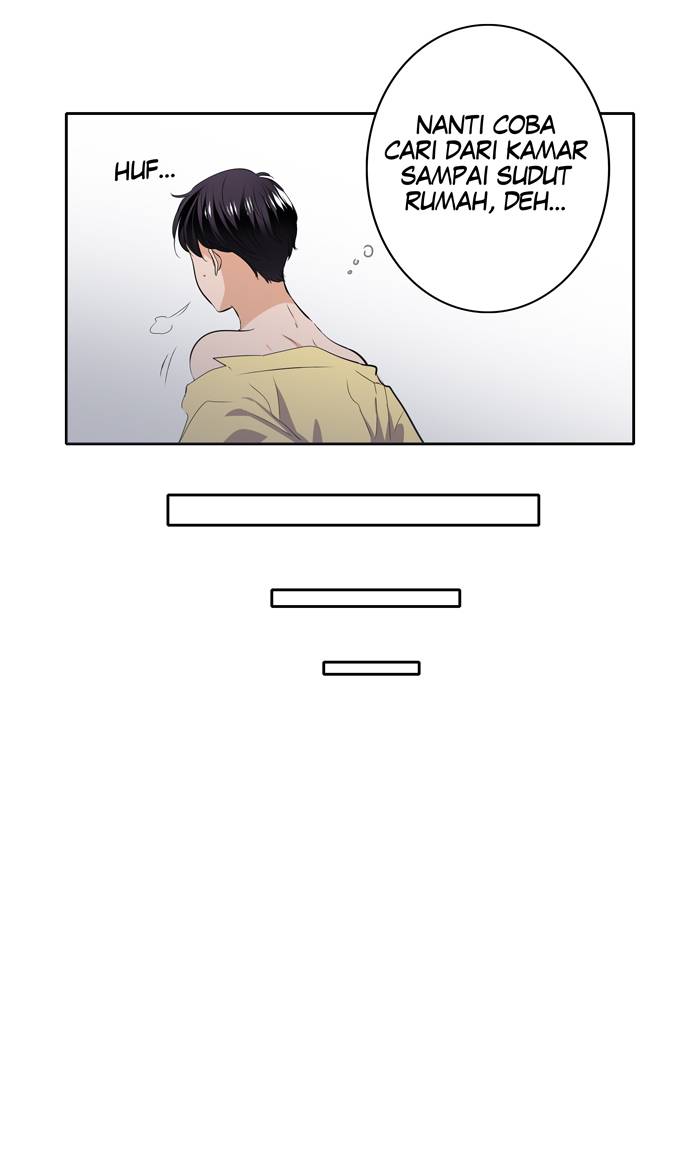 HUF...
NANTI COBA
CARI DARI KAMAR
SAMPAI SUDUT
RUMAH, DEH...